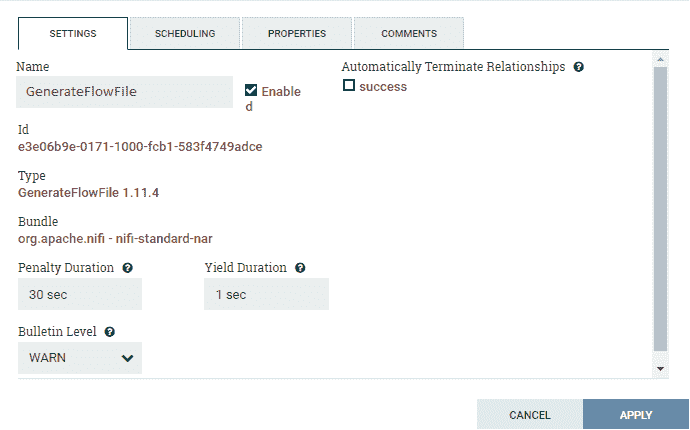 SETTINGS
SCHEDULING
PROPERTIES
COMMENTS
Name
GenerateFlowFile
Enable
d
Automatically Terminate Relationships
success
Id
e3e06b9e-0171-1000-fcb1-583f4749adce
Type
GenerateFlowFile 1.11.4
Bundle
org.apache.nifi - nifi-standard-nar
Penalty Duration
Yield Duration
30 sec
1 sec
Bulletin Level
WARN
CANCEL
APPLY